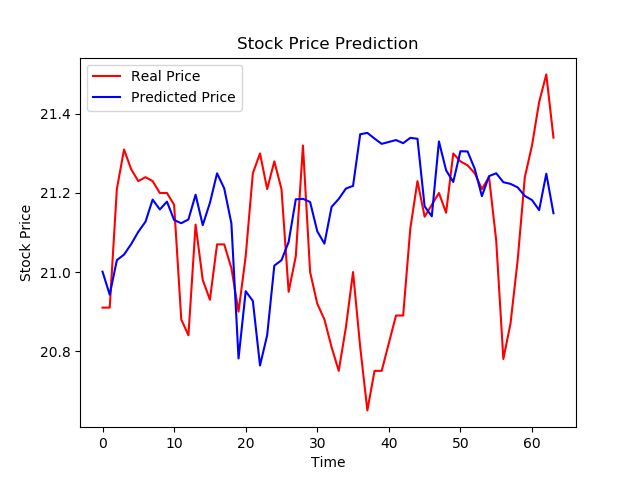 Stock Price Prediction
Real Price
Predicted Price
21.4
21.2
21.0
20.8
Stock Price
0 10 20 30 40 50 60
Time